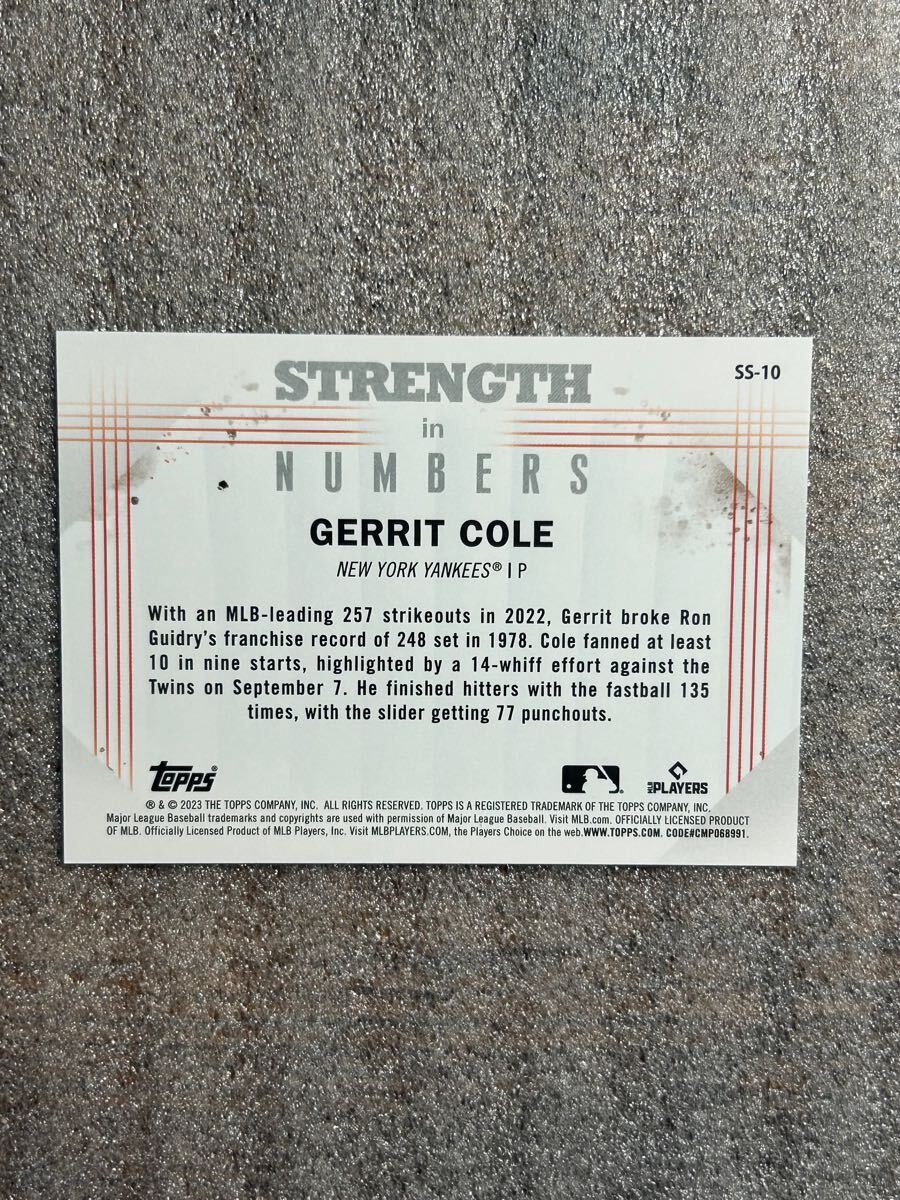 STRENGTH
SS-10
in
NUMBERS
GERRIT COLE
NEW YORK YANKEES® | P
With an MLB-leading 257 strikeouts in 2022, Gerrit broke Ron
Guidry's franchise record of 248 set in 1978. Cole fanned at least
10 in nine starts, highlighted by a 14-whiff effort against the
Twins on September 7. He finished hitters with the fastball 135
times, with the slider getting 77 punchouts.
Topps®
MLB PLAYERS
® & © 2023 THE TOPPS COMPANY, INC. ALL RIGHTS RESERVED. TOPPS IS A REGISTERED TRADEMARK OF THE TOPPS COMPANY, INC.
Major League Baseball trademarks and copyrights are used with permission of Major League Baseball. Visit MLB.com. OFFICIALLY LICENSED PRODUCT
OF MLB. Officially Licensed Product of MLB Players, Inc. Visit MLBPLAYERS.COM, the Players Choice on the web.WWW.TOPPS.COM. CODE#CMP068991.